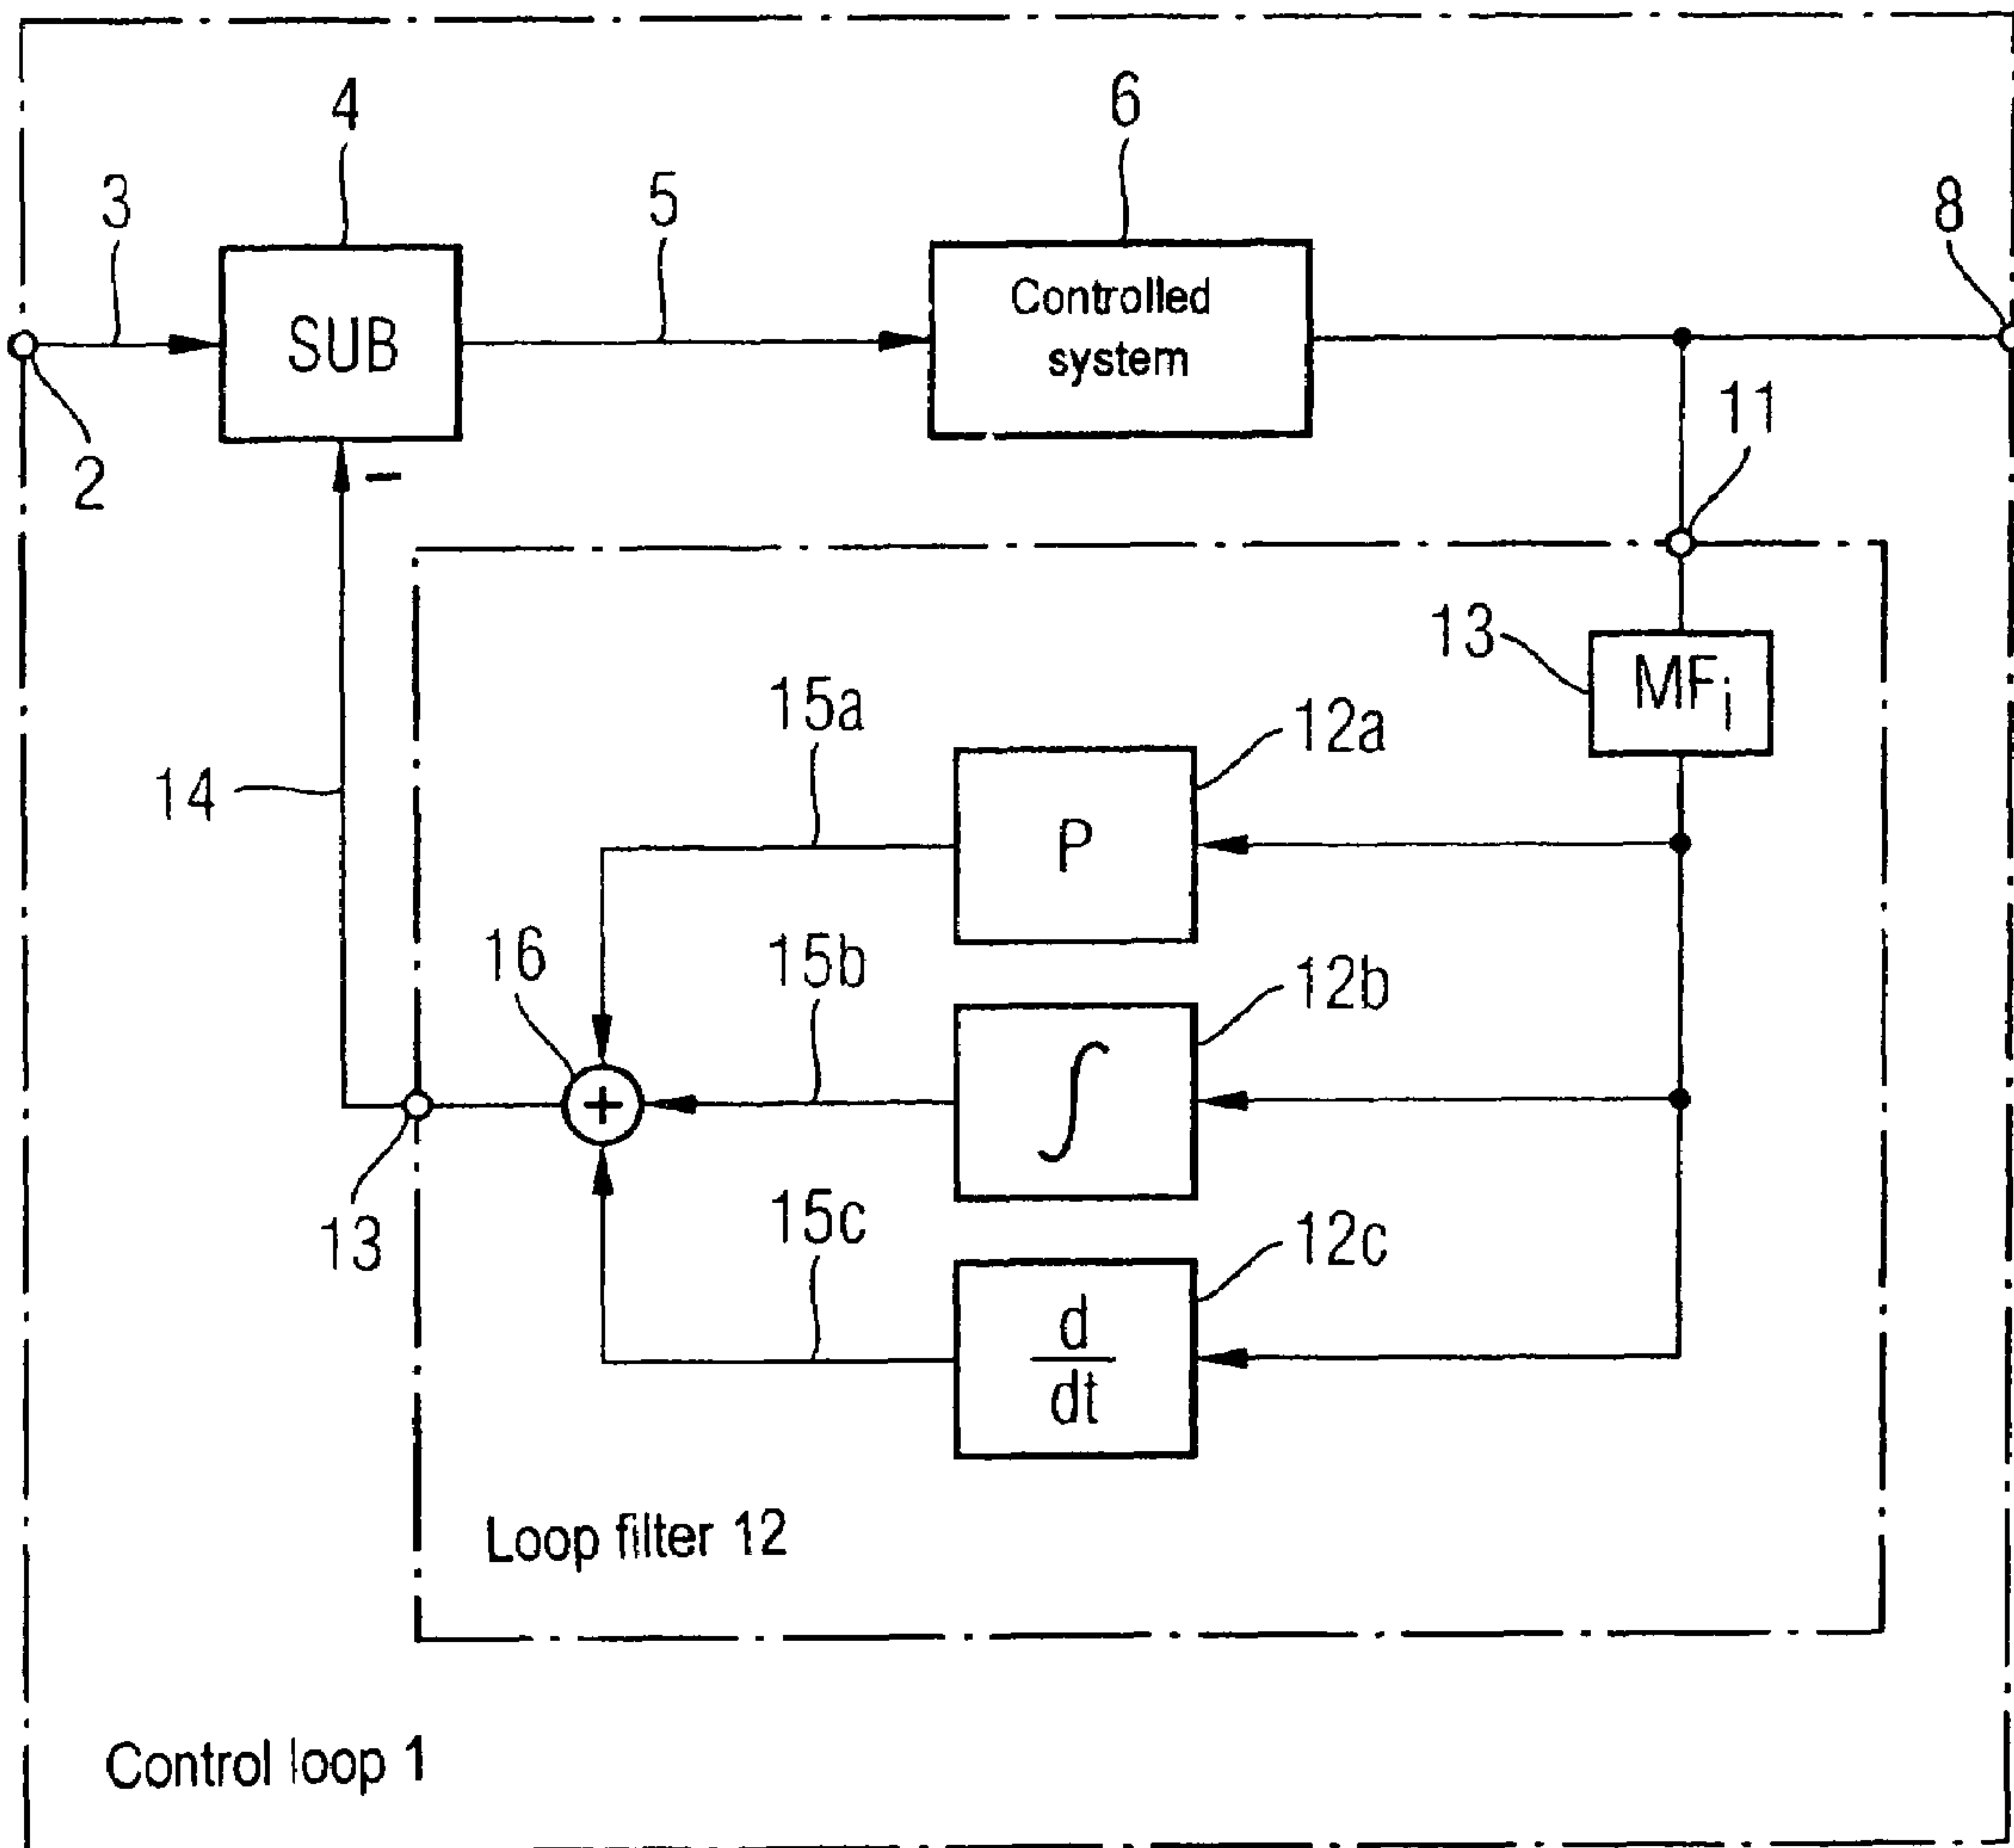 4
6
3
5
8
SUB
Controlled
system
2
–
11
13
MFi
15a
12a
14
P
16
15b
12b
+
∫
13
15c
12c
d
dt
Loop filter 12
Control loop 1